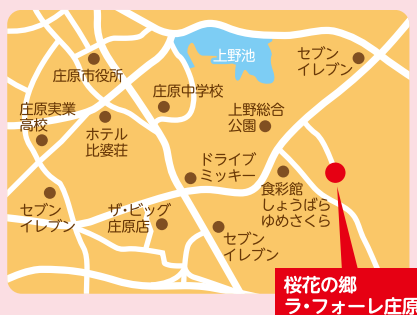 上野池
セブン
イレブン
庄原市役所
庄原中学校
庄原実業
高校
上野総合
公園
ホテル
比婆荘
ドライブ
ミッキー
食彩館
しょうばら
ゆめさくら
セブン
イレブン
ザ・ビッグ
庄原店
セブン
イレブン
桜花の郷
ラ・フォーレ庄原